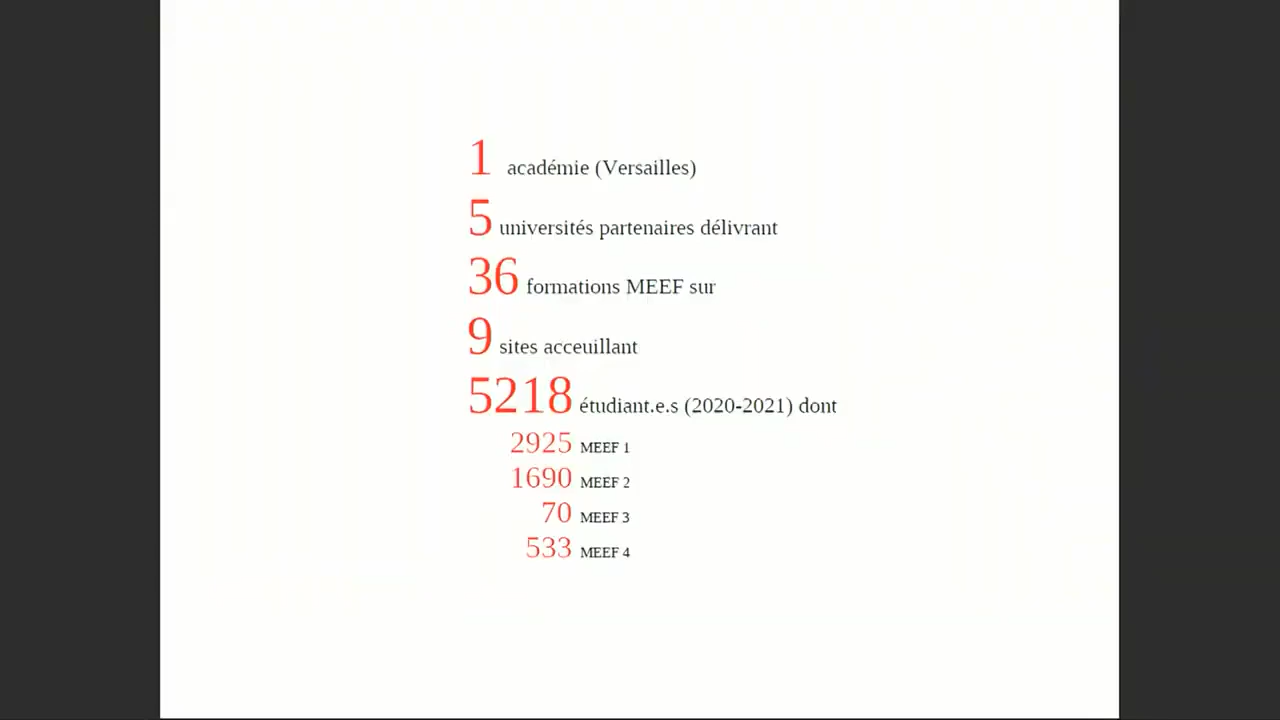 1 académie (Versailles)
5 universités partenaires délivrant
36 formations MEEF sur
9 sites acceuillant
5218 étudiant.e.s (2020-2021) dont
2925 MEEF 1
1690 MEEF 2
70 MEEF 3
533 MEEF 4